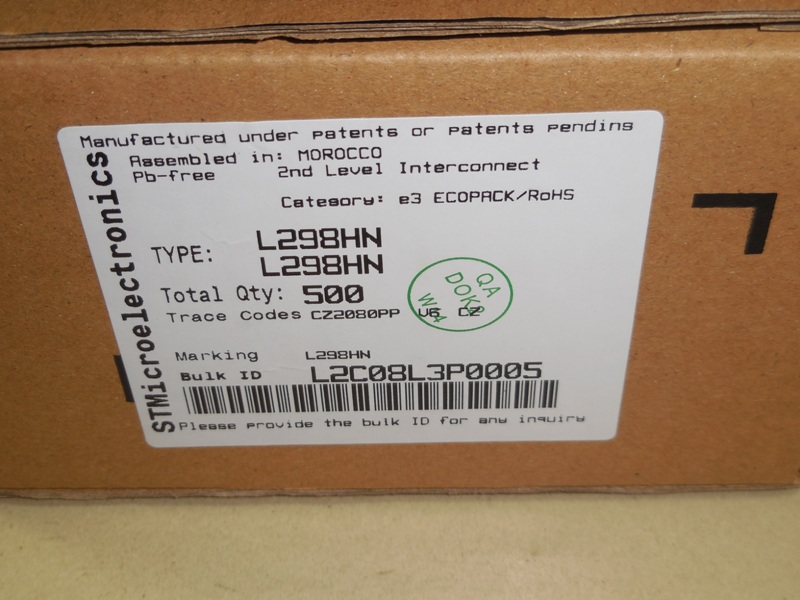 Manufactured under patents or patents pending
Assembled in: MOROCCO
Pb-free 2nd Level Interconnect
Category: e3 ECOPACK/RoHS
TYPE: L298HN
L298HN
Total Qty: 500
Trace Codes CZ2080PP V6 CZ
Marking L298HN
Bulk ID L2C08L3P0005
Please provide the bulk ID for any inquiry
STMicroelectronics
QA